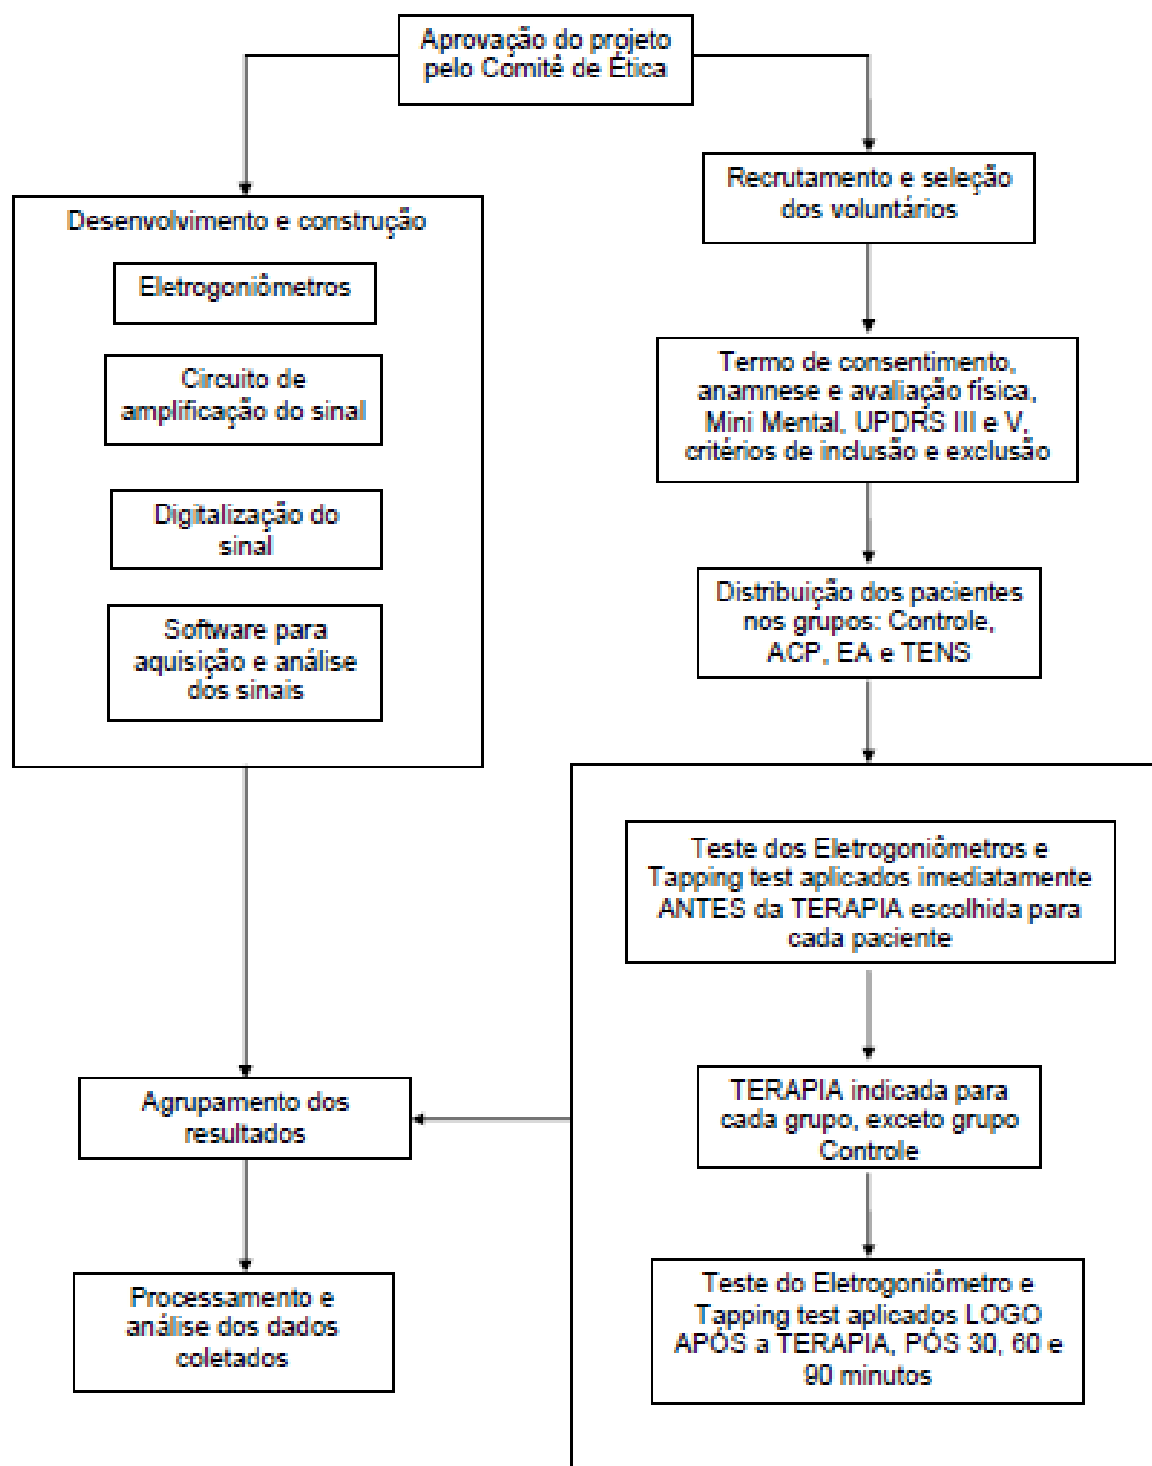 Aprovação do projeto
pelo Comitê de Ética
Desenvolvimento e construção
Eletrogoniômetros
Circuito de
amplificação do sinal
Digitalização do
sinal
Software para
aquisição e análise
dos sinais
Recrutamento e seleção
dos voluntários
Termo de consentimento,
anamnese e avaliação física,
Mini Mental, UPDRS III e V,
critérios de inclusão e exclusão
Distribuição dos pacientes
nos grupos: Controle,
ACP, EA e TENS
Teste dos Eletrogoniômetros e
Tapping test aplicados imediatamente
ANTES da TERAPIA escolhida para
cada paciente
TERAPIA indicada para
cada grupo, exceto grupo
Controle
Teste do Eletrogoniômetro e
Tapping test aplicados LOGO
APÓS a TERAPIA, PÓS 30, 60 e
90 minutos
Agrupamento dos
resultados
Processamento e
análise dos dados
coletados